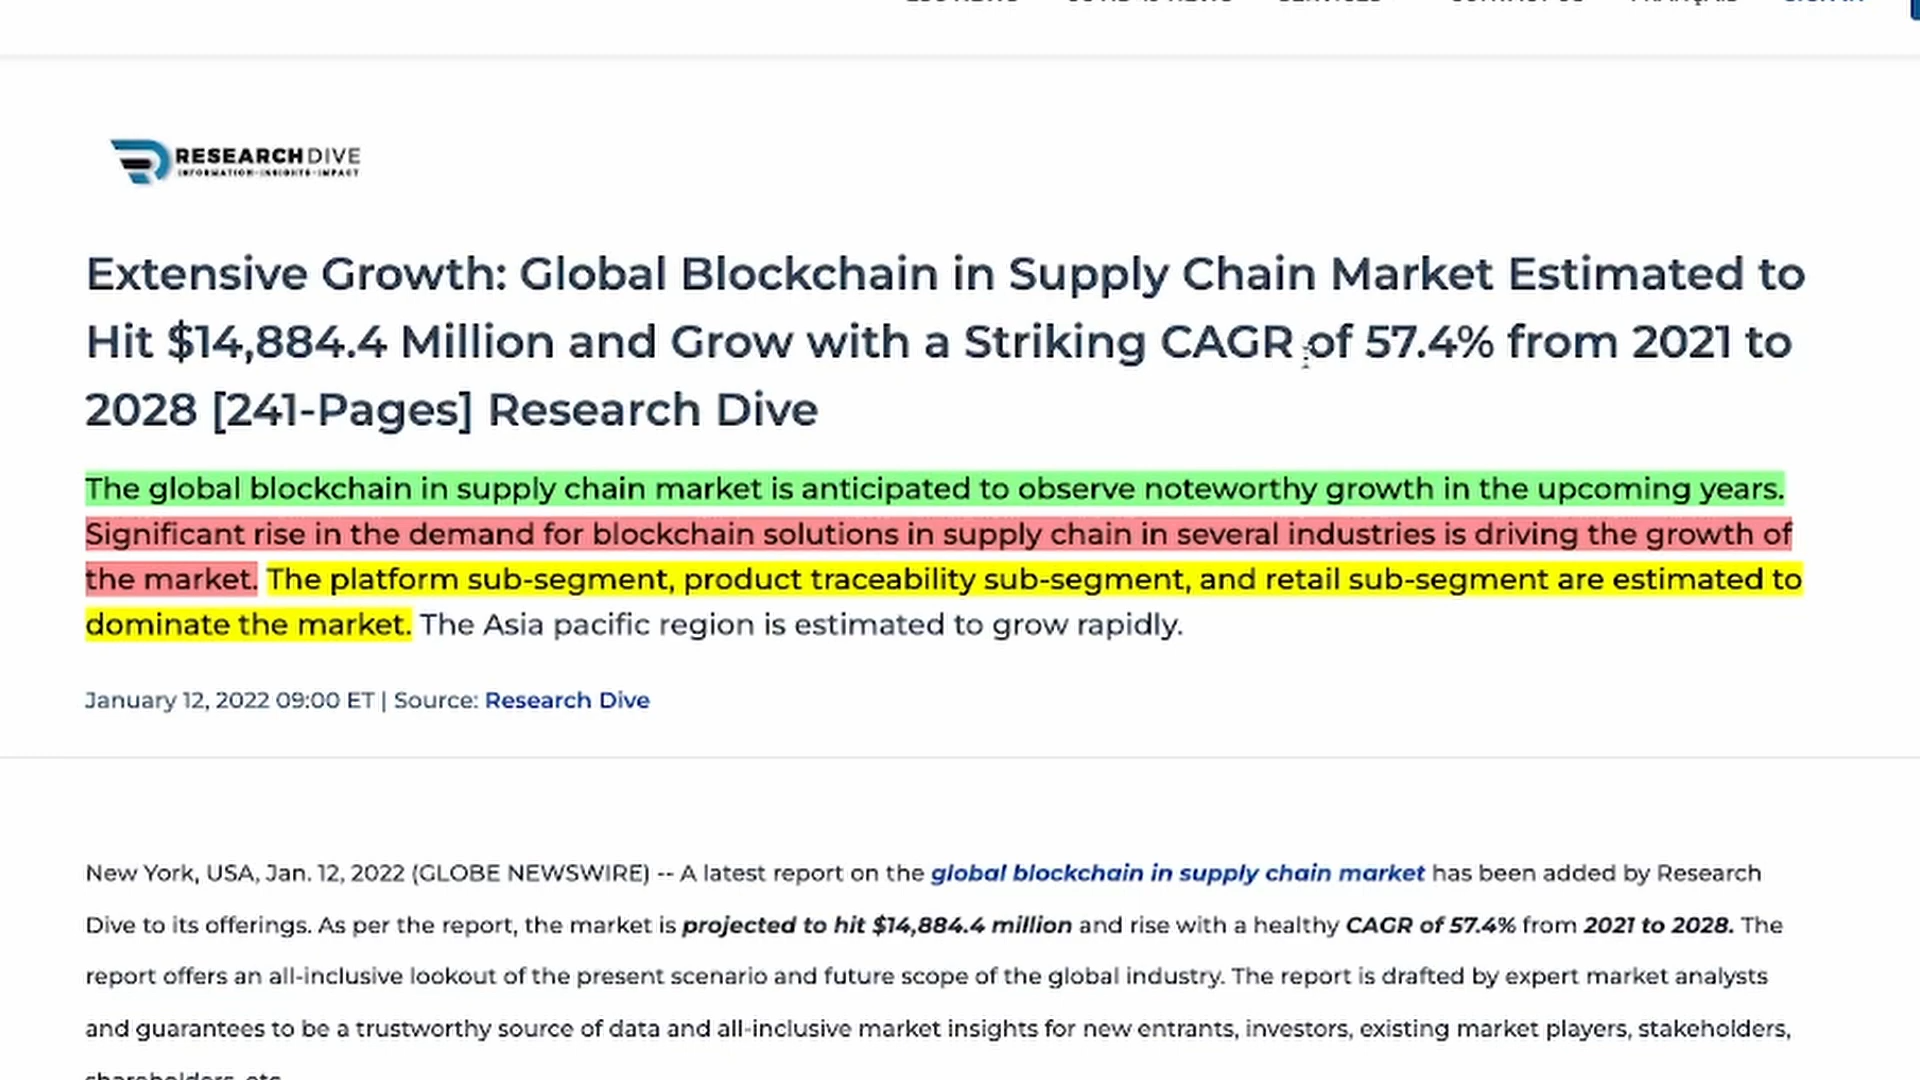 RESEARCHDIVE
INFORMATION·INSIGHTS·IMPACT
Extensive Growth: Global Blockchain in Supply Chain Market Estimated to
Hit $14,884.4 Million and Grow with a Striking CAGR of 57.4% from 2021 to
2028 [241-Pages] Research Dive
The global blockchain in supply chain market is anticipated to observe noteworthy growth in the upcoming years.
Significant rise in the demand for blockchain solutions in supply chain in several industries is driving the growth of
the market. The platform sub-segment, product traceability sub-segment, and retail sub-segment are estimated to
dominate the market. The Asia pacific region is estimated to grow rapidly.
January 12, 2022 09:00 ET | Source: Research Dive
New York, USA, Jan. 12, 2022 (GLOBE NEWSWIRE) -- A latest report on the global blockchain in supply chain market has been added by Research
Dive to its offerings. As per the report, the market is projected to hit $14,884.4 million and rise with a healthy CAGR of 57.4% from 2021 to 2028. The
report offers an all-inclusive lookout of the present scenario and future scope of the global industry. The report is drafted by expert market analysts
and guarantees to be a trustworthy source of data and all-inclusive market insights for new entrants, investors, existing market players, stakeholders,